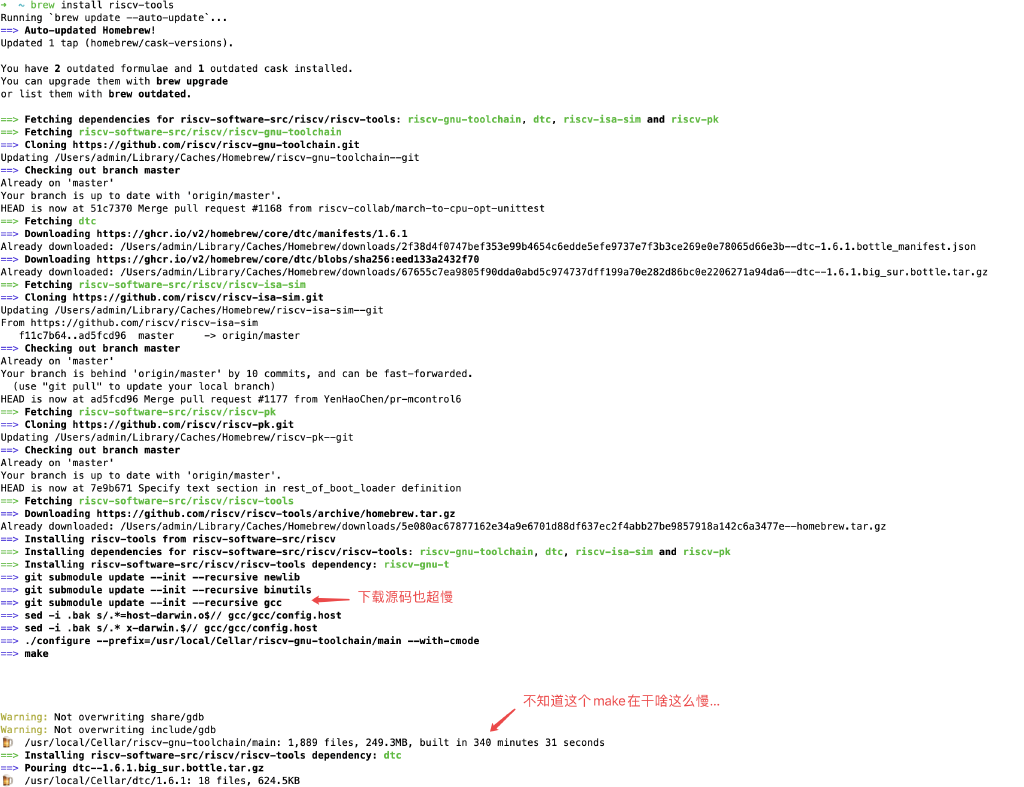 ➜  ~ brew install riscv-tools
Running `brew update --auto-update`...
==> Auto-updated Homebrew!
Updated 1 tap (homebrew/cask-versions).
You have 2 outdated formulae and 1 outdated cask installed.
You can upgrade them with brew upgrade
or list them with brew outdated.
==> Fetching dependencies for riscv-software-src/riscv/riscv-tools: riscv-gnu-toolchain, dtc, riscv-isa-sim and riscv-pk
==> Fetching riscv-software-src/riscv/riscv-gnu-toolchain
==> Cloning https://github.com/riscv/riscv-gnu-toolchain.git
Updating /Users/admin/Library/Caches/Homebrew/riscv-gnu-toolchain--git
==> Checking out branch master
Already on 'master'
Your branch is up to date with 'origin/master'.
HEAD is now at 51c7370 Merge pull request #1168 from riscv-collab/march-to-cpu-opt-unittest
==> Fetching dtc
==> Downloading https://ghcr.io/v2/homebrew/core/dtc/manifests/1.6.1
Already downloaded: /Users/admin/Library/Caches/Homebrew/downloads/2f38d4f0747bef353e99b4654c6edde5efe9737e7f3b3ce269e0e78065d66e3b--dtc-1.6.1.bottle_manifest.json
==> Downloading https://ghcr.io/v2/homebrew/core/dtc/blobs/sha256:eed133a2432f70
Already downloaded: /Users/admin/Library/Caches/Homebrew/downloads/67655c7ea9805f90dda0abd5c974737dff199a70e282d86bc0e2206271a94da6--dtc--1.6.1.big_sur.bottle.tar.gz
==> Fetching riscv-software-src/riscv/riscv-isa-sim
==> Cloning https://github.com/riscv/riscv-isa-sim.git
Updating /Users/admin/Library/Caches/Homebrew/riscv-isa-sim--git
From https://github.com/riscv/riscv-isa-sim
   f11c7b64..ad5fcd96  master     -> origin/master
==> Checking out branch master
Already on 'master'
Your branch is behind 'origin/master' by 10 commits, and can be fast-forwarded.
  (use "git pull" to update your local branch)
HEAD is now at ad5fcd96 Merge pull request #1177 from YenHaoChen/pr-mcontrol6
==> Fetching riscv-software-src/riscv/riscv-pk
==> Cloning https://github.com/riscv/riscv-pk.git
Updating /Users/admin/Library/Caches/Homebrew/riscv-pk--git
==> Checking out branch master
Already on 'master'
Your branch is up to date with 'origin/master'.
HEAD is now at 7e9b671 Specify text section in rest_of_boot_loader definition
==> Fetching riscv-software-src/riscv/riscv-tools
==> Downloading https://github.com/riscv/riscv-tools/archive/homebrew.tar.gz
Already downloaded: /Users/admin/Library/Caches/Homebrew/downloads/5e080ac67877162e34a9e6701d88df637ec2f4abb27be9857918a142c6a3477e--homebrew.tar.gz
==> Installing riscv-tools from riscv-software-src/riscv
==> Installing dependencies for riscv-software-src/riscv/riscv-tools: riscv-gnu-toolchain, dtc, riscv-isa-sim and riscv-pk
==> Installing riscv-software-src/riscv/riscv-tools dependency: riscv-gnu-t
==> git submodule update --init --recursive newlib
==> git submodule update --init --recursive binutils
==> git submodule update --init --recursive gcc 下载源码也超慢
==> sed -i .bak s/.*=host-darwin.o$// gcc/gcc/config.host
==> sed -i .bak s/.* x-darwin.$// gcc/gcc/config.host
==> ./configure --prefix=/usr/local/Cellar/riscv-gnu-toolchain/main --with-cmode
==> make
不知道这个make在干啥这么慢...
Warning: Not overwriting share/gdb
Warning: Not overwriting include/gdb
🍺  /usr/local/Cellar/riscv-gnu-toolchain/main: 1,889 files, 249.3MB, built in 340 minutes 31 seconds
==> Installing riscv-software-src/riscv/riscv-tools dependency: dtc
==> Pouring dtc--1.6.1.big_sur.bottle.tar.gz
🍺  /usr/local/Cellar/dtc/1.6.1: 18 files, 624.5KB